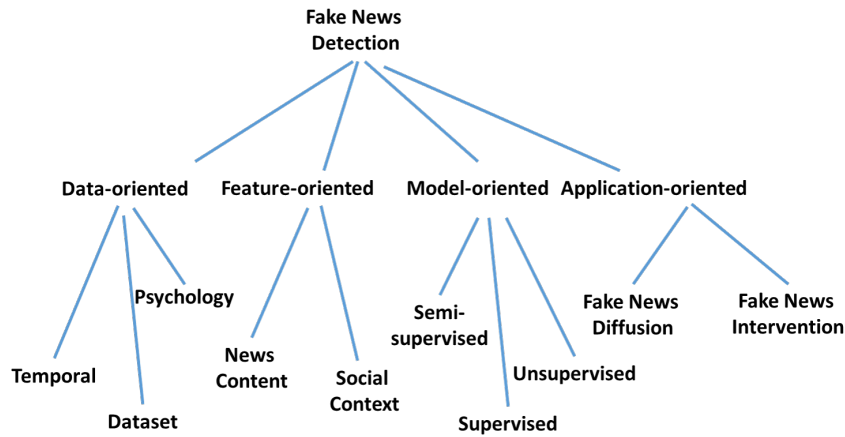 Fake News
Detection
Data-oriented
Feature-oriented
Model-oriented
Application-oriented
Psychology
Temporal
Dataset
News
Content
Social
Context
Semi-
supervised
Supervised
Unsupervised
Fake News
Diffusion
Fake News
Intervention